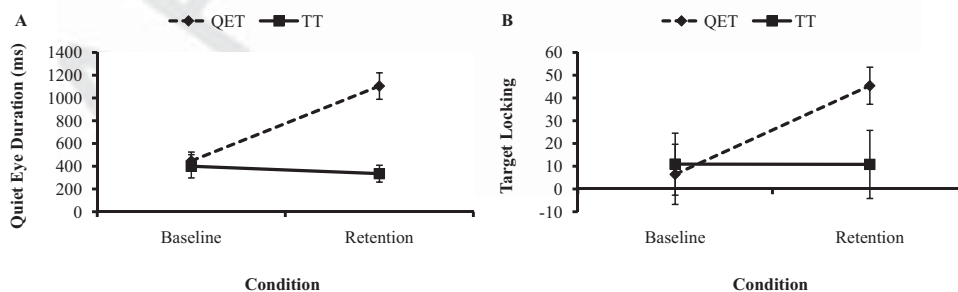 A
QET TT
Quiet Eye Duration (ms)
1400
1200
1000
800
600
400
200
0
Baseline Retention
Condition
B
QET TT
Target Locking
60
50
40
30
20
10
0
-10
Baseline Retention
Condition